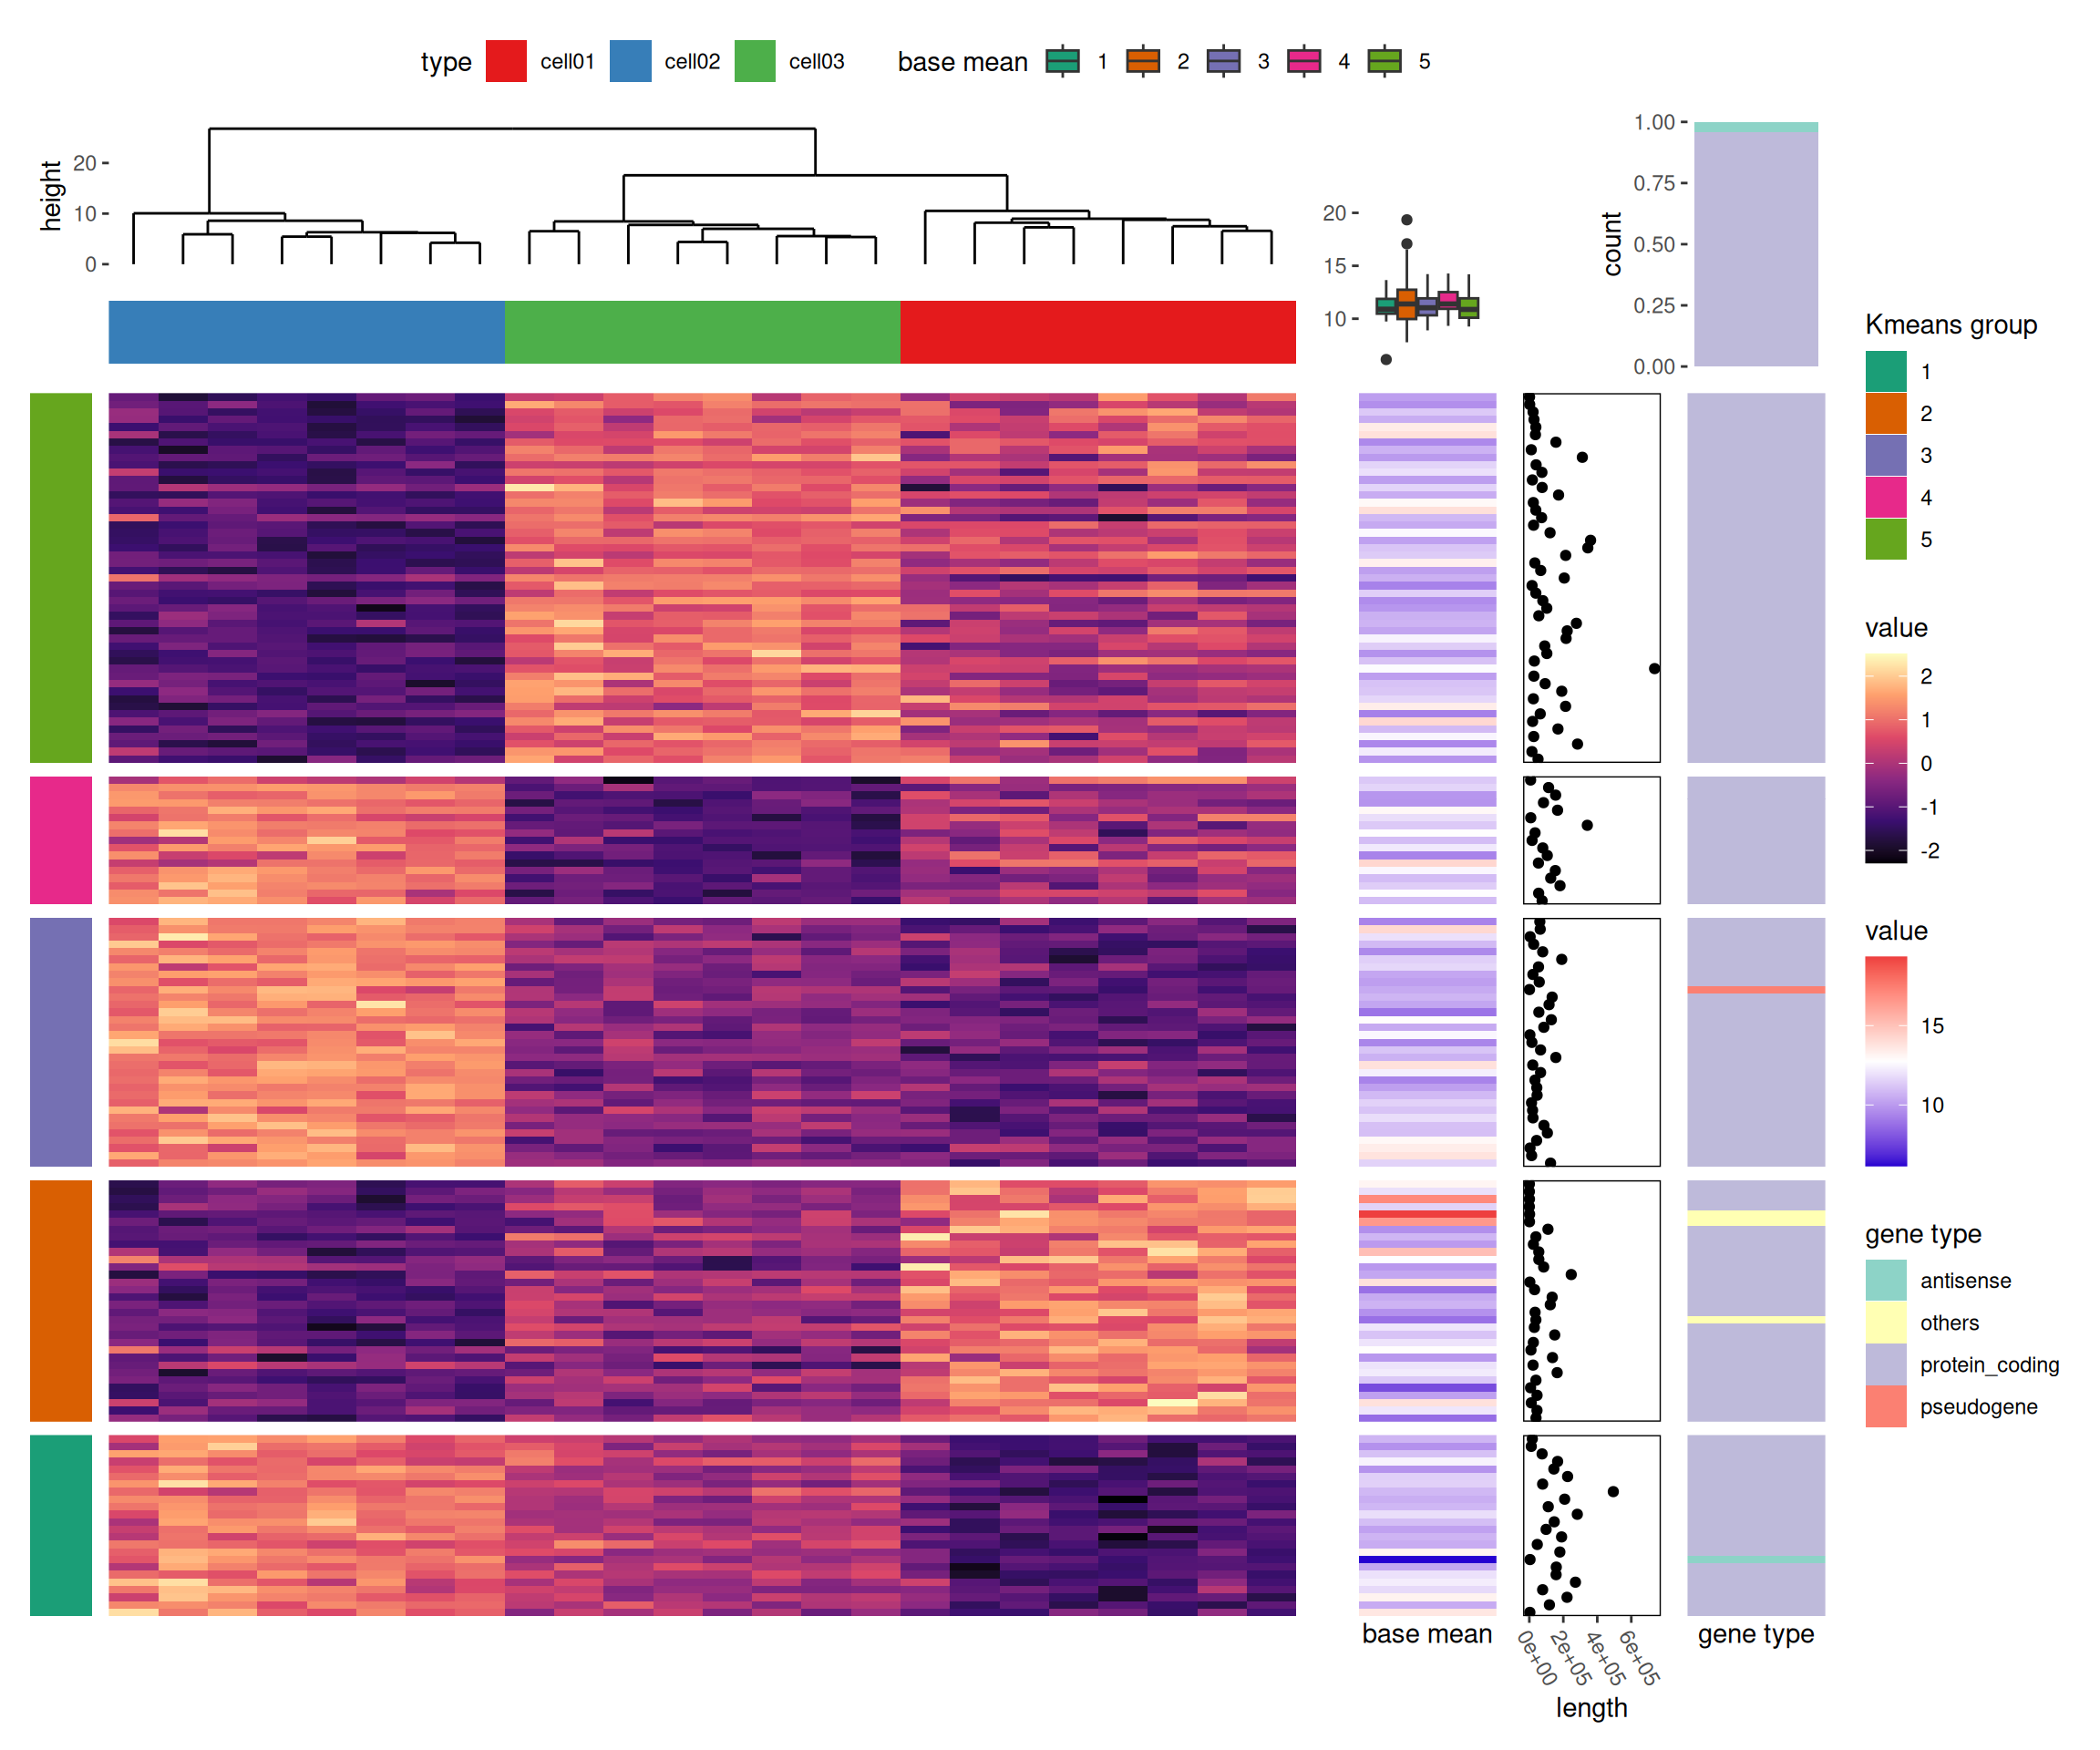 type cell01 cell02 cell03 base mean 1 2 3 4 5
height
20
10
0
20
15
10
count
1.00
0.75
0.50
0.25
0.00
Kmeans group
1
2
3
4
5
value
2
1
0
-1
-2
value
15
10
gene type
antisense
others
protein_coding
pseudogene
base mean
0e+00 2e+05 4e+05 6e+05
length
gene type